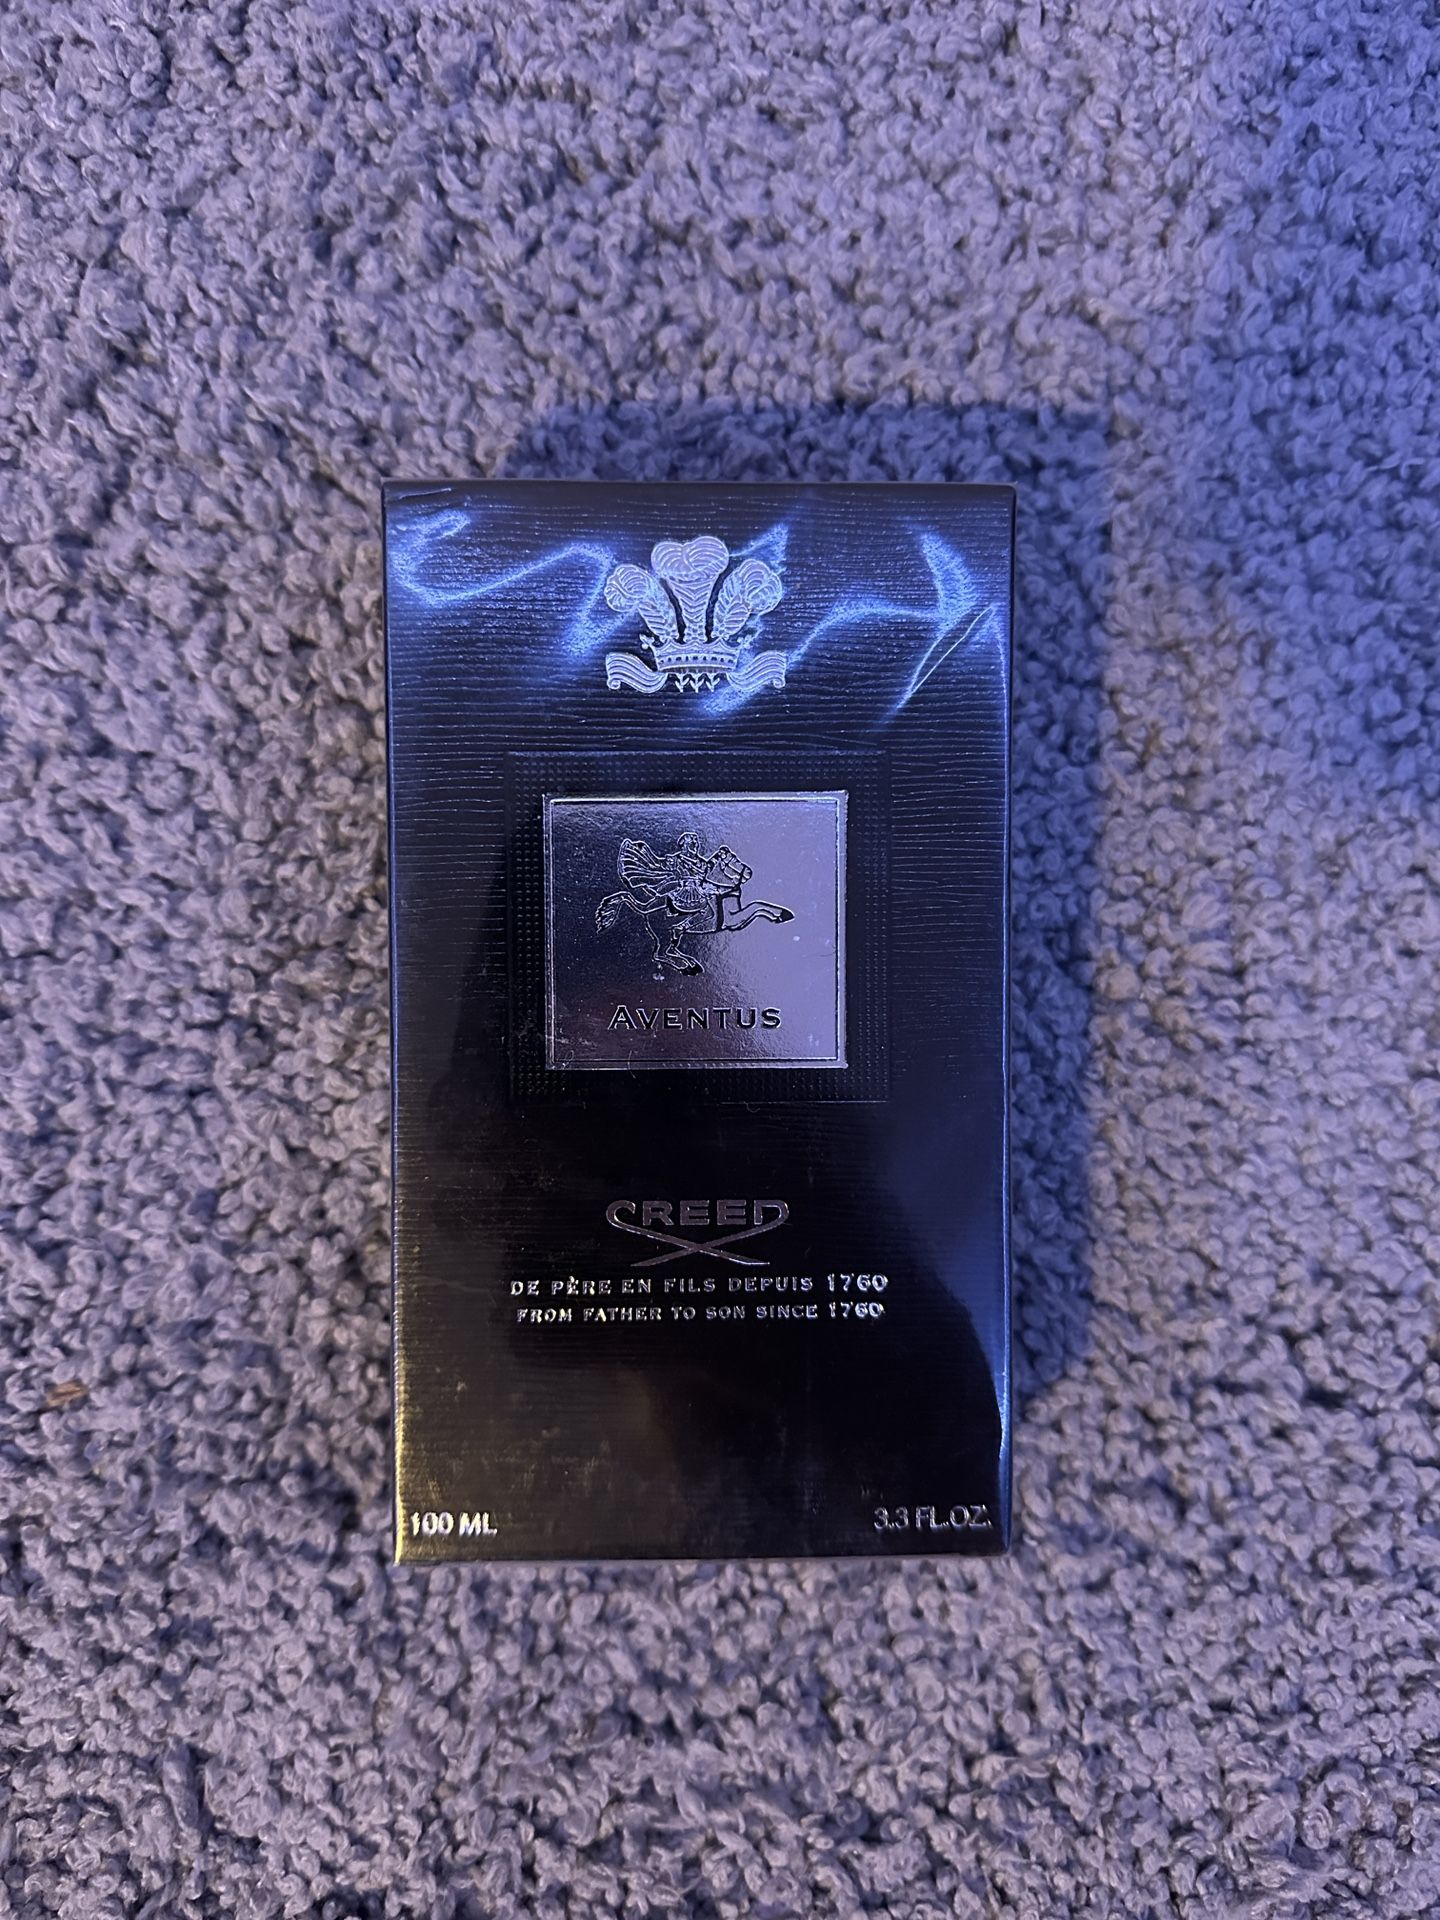 AVENTUS
CREED
DE PÈRE EN FILS DEPUIS 1760
FROM FATHER TO SON SINCE 1760
100 ML
3.3 FL.OZ.